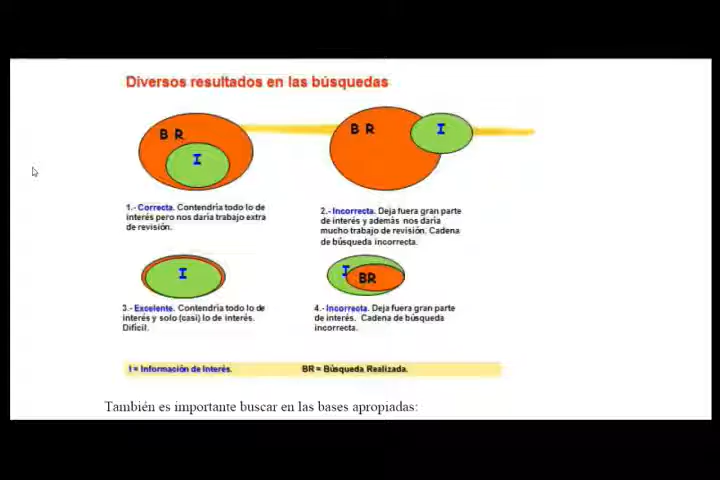 Diversos resultados en las búsquedas
B R
I
B R
I
1.- Correcta. Contendría todo lo de
interés pero nos daría trabajo extra
de revisión.
2.- Incorrecta. Deja fuera gran parte
de interés y además nos daría
mucho trabajo de revisión. Cadena
de búsqueda incorrecta.
I
I
BR
3.- Excelente. Contendría todo lo de
interés y solo (casi) lo de interés.
Difícil.
4.- Incorrecta. Deja fuera gran parte
de interés. Cadena de búsqueda
incorrecta.
I = Información de Interés.
BR = Búsqueda Realizada.
También es importante buscar en las bases apropiadas: